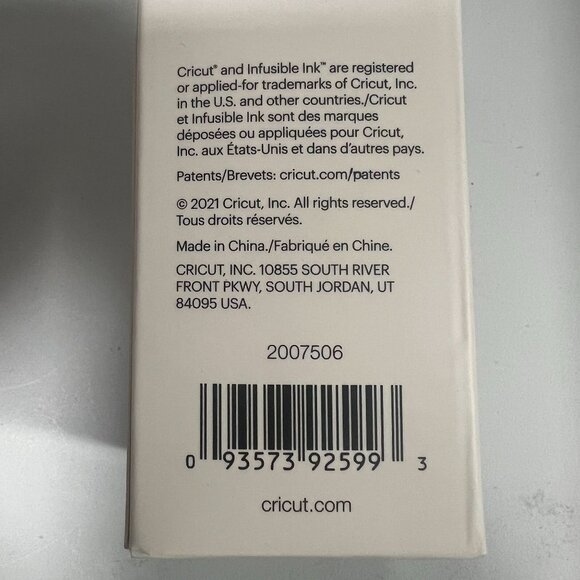 Cricut® and Infusible Ink™ are registered
or applied-for trademarks of Cricut, Inc.
in the U.S. and other countries./Cricut
et Infusible Ink sont des marques
déposées ou appliquées pour Cricut,
Inc. aux États-Unis et dans d'autres pays.
Patents/Brevets: cricut.com/patents
© 2021 Cricut, Inc. All rights reserved./
Tous droits réservés.
Made in China./Fabriqué en Chine.
CRICUT, INC. 10855 SOUTH RIVER
FRONT PKWY, SOUTH JORDAN, UT
84095 USA.
2007506
0 93573 92599 3
cricut.com